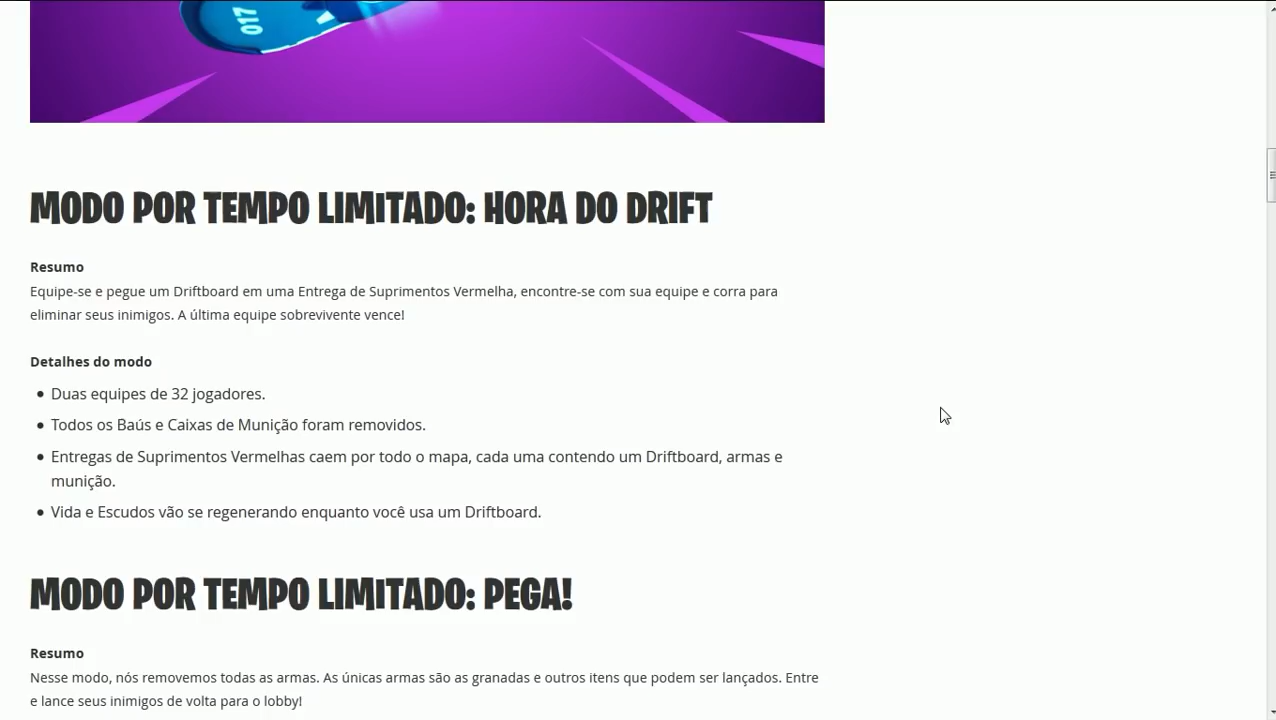 017
MODO POR TEMPO LIMITADO: HORA DO DRIFT
Resumo
Equipe-se e pegue um Driftboard em uma Entrega de Suprimentos Vermelha, encontre-se com sua equipe e corra para
eliminar seus inimigos. A última equipe sobrevivente vence!
Detalhes do modo
• Duas equipes de 32 jogadores.
• Todos os Baús e Caixas de Munição foram removidos.
• Entregas de Suprimentos Vermelhas caem por todo o mapa, cada uma contendo um Driftboard, armas e
munição.
• Vida e Escudos vão se regenerando enquanto você usa um Driftboard.
MODO POR TEMPO LIMITADO: PEGA!
Resumo
Nesse modo, nós removemos todas as armas. As únicas armas são as granadas e outros itens que podem ser lançados. Entre
e lance seus inimigos de volta para o lobby!